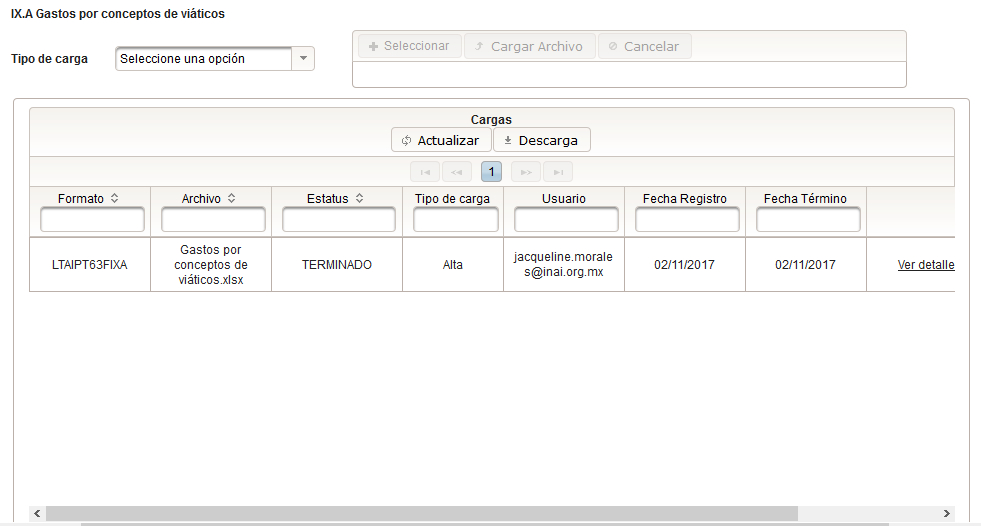 IX.A Gastos por conceptos de viáticos
Tipo de carga
Seleccione una opción
Seleccionar Cargar Archivo Cancelar
Cargas
Actualizar Descarga
1
Formato Archivo Estatus Tipo de carga Usuario Fecha Registro Fecha Término
LTAIPT63FIXA
Gastos por
conceptos de
viáticos.xlsx
TERMINADO
Alta
jacqueline.morale
s@inai.org.mx
02/11/2017
02/11/2017
Ver detalle